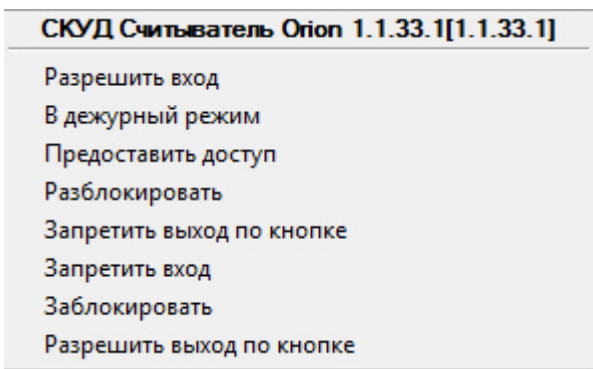 СКУД Считыватель Orion 1.1.33.1[1.1.33.1]
Разрешить вход
В дежурный режим
Предоставить доступ
Разблокировать
Запретить выход по кнопке
Запретить вход
Заблокировать
Разрешить выход по кнопке